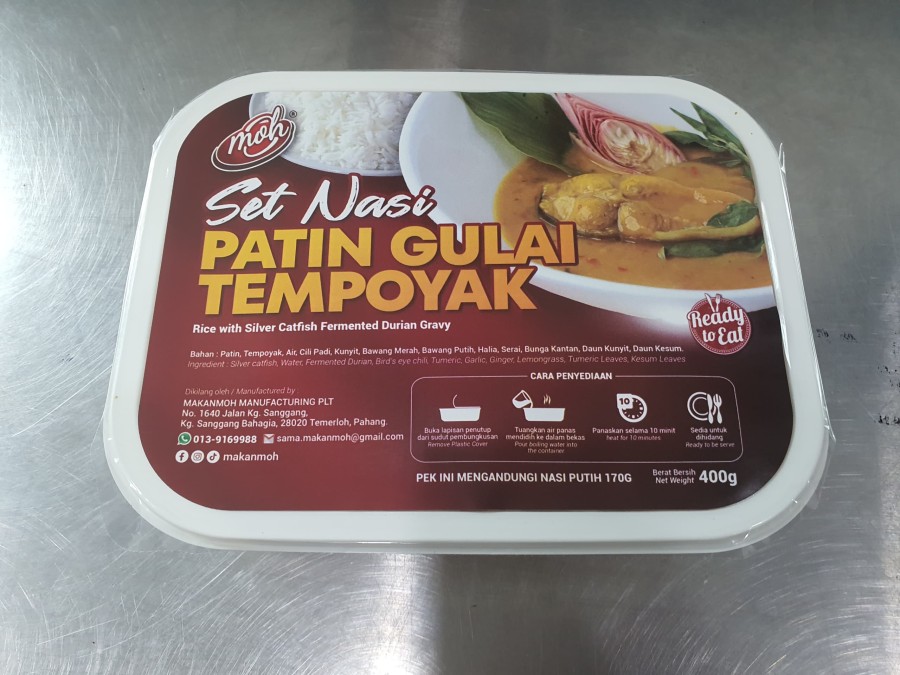 moh®
Set Nasi
PATIN GULAI
TEMPOYAK
Rice with Silver Catfish Fermented Durian Gravy
Ready
to Eat
Bahan : Patin, Tempoyak, Air, Cili Padi, Kunyit, Bawang Merah, Bawang Putih, Halia, Serai, Bunga Kantan, Daun Kunyit, Daun Kesum.
Ingredient : Silver catfish, Water, Fermented Durian, Bird's eye chili, Tumeric, Garlic, Ginger, Lemongrass, Tumeric Leaves, Kesum Leaves
Dikilang oleh / Manufactured by
MAKANMOH MANUFACTURING PLT
No. 1640 Jalan Kg. Sanggang,
Kg. Sanggang Bahagia, 28020 Temerloh, Pahang.
013-9169988 sama.makanmoh@gmail.com
makanmoh
CARA PENYEDIAAN
Buka lapisan penutup
dari sudut pembungkusan
Remove Plastic Cover
Tuangkan air panas
mendidih ke dalam bekas
Pour boiling water into
the container
10
Panaskan selama 10 minit
heat for 10 minutes
Sedia untuk
dihidang
Ready to be serve
PEK INI MENGANDUNGI NASI PUTIH 170G
Berat Bersih
Net Weight 400g